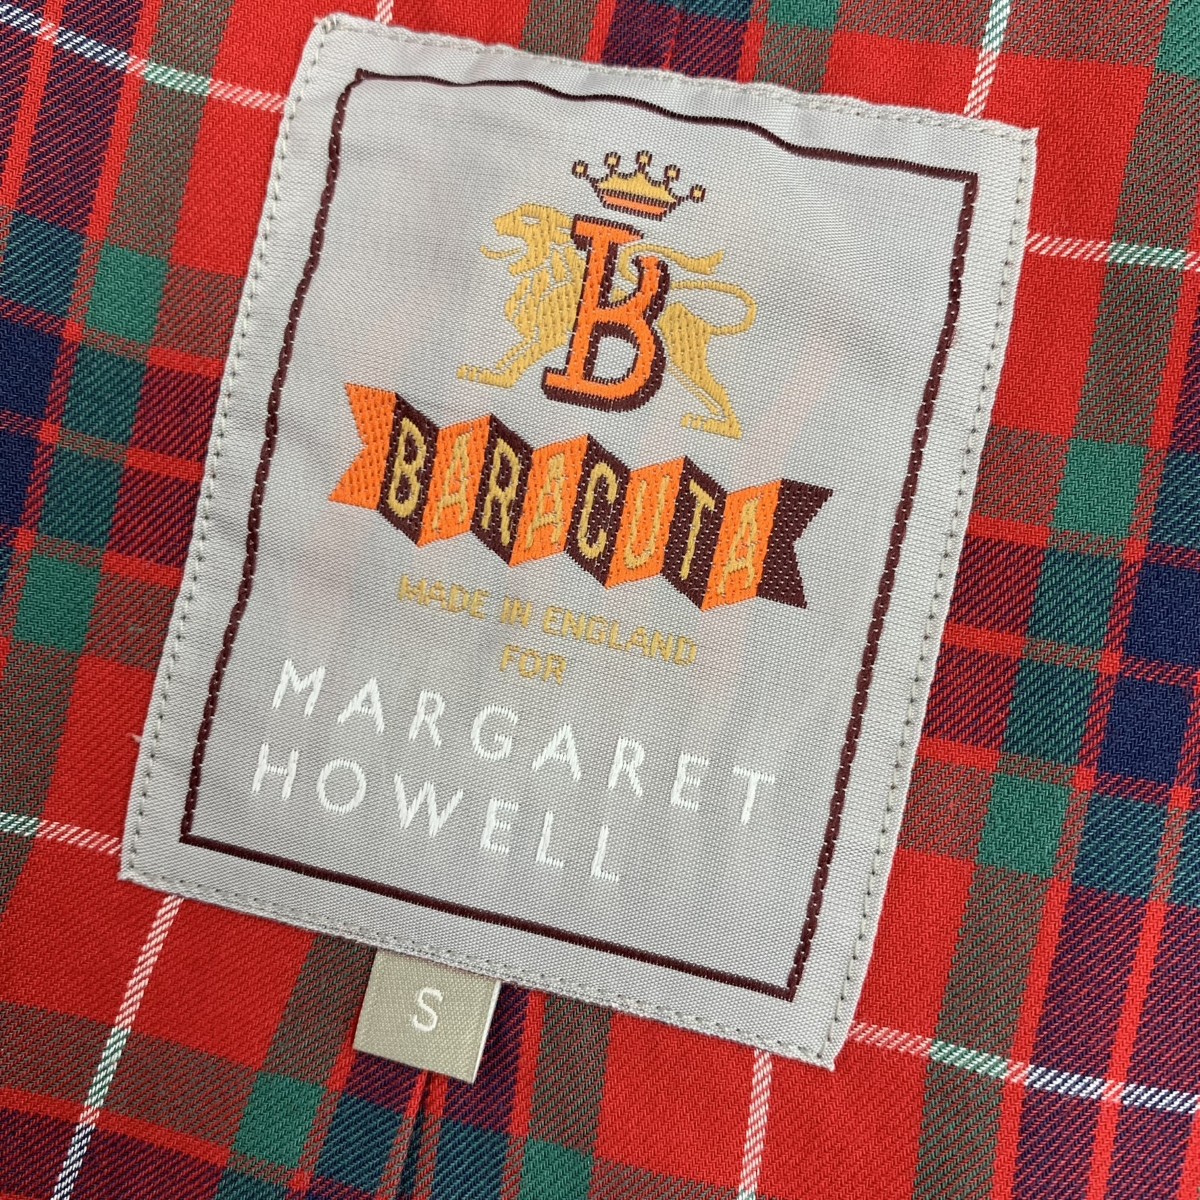 B
BARACUTA
MADE IN ENGLAND
FOR
MARGARET
HOWELL
S